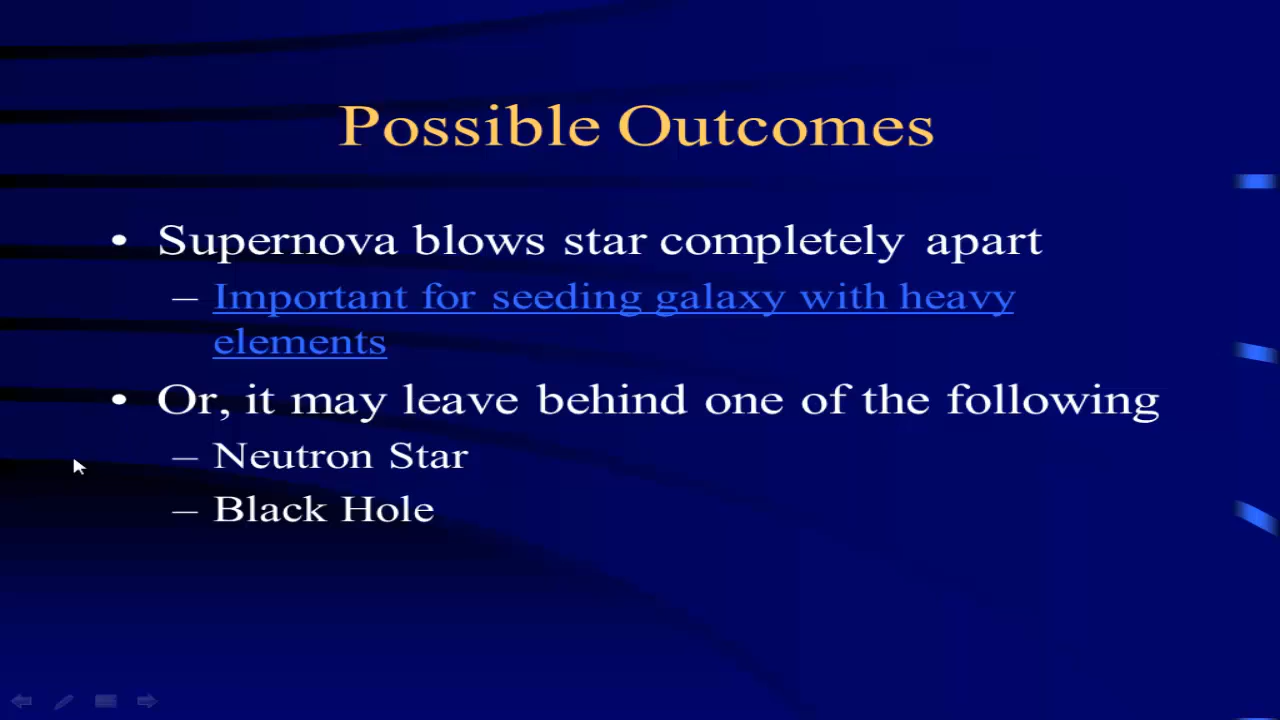 Possible Outcomes
• Supernova blows star completely apart
– Important for seeding galaxy with heavy
elements
• Or, it may leave behind one of the following
– Neutron Star
– Black Hole